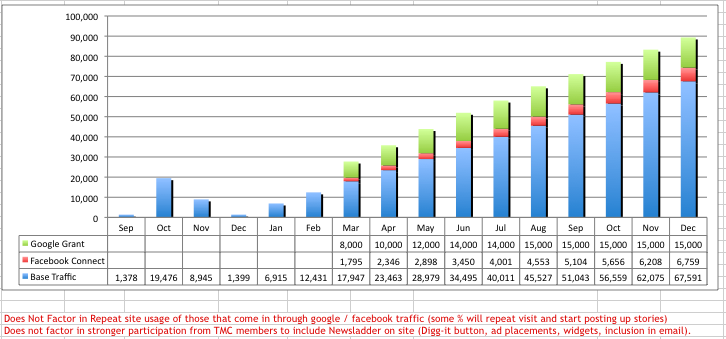 100,000
90,000
80,000
70,000
60,000
50,000
40,000
30,000
20,000
10,000
0
Sep Oct Nov Dec Jan Feb Mar Apr May Jun Jul Aug Sep Oct Nov Dec
Google Grant 8,000 10,000 12,000 14,000 14,000 15,000 15,000 15,000 15,000 15,000
Facebook Connect 1,795 2,346 2,898 3,450 4,001 4,553 5,104 5,656 6,208 6,759
Base Traffic 1,378 19,476 8,945 1,399 6,915 12,431 17,947 23,463 28,979 34,495 40,011 45,527 51,043 56,559 62,075 67,591
Does Not Factor in Repeat site usage of those that come in through google / facebook traffic (some % will repeat visit and start posting up stories)
Does not factor in stronger participation from TMC members to include Newsladder on site (Digg-it button, ad placements, widgets, inclusion in email).